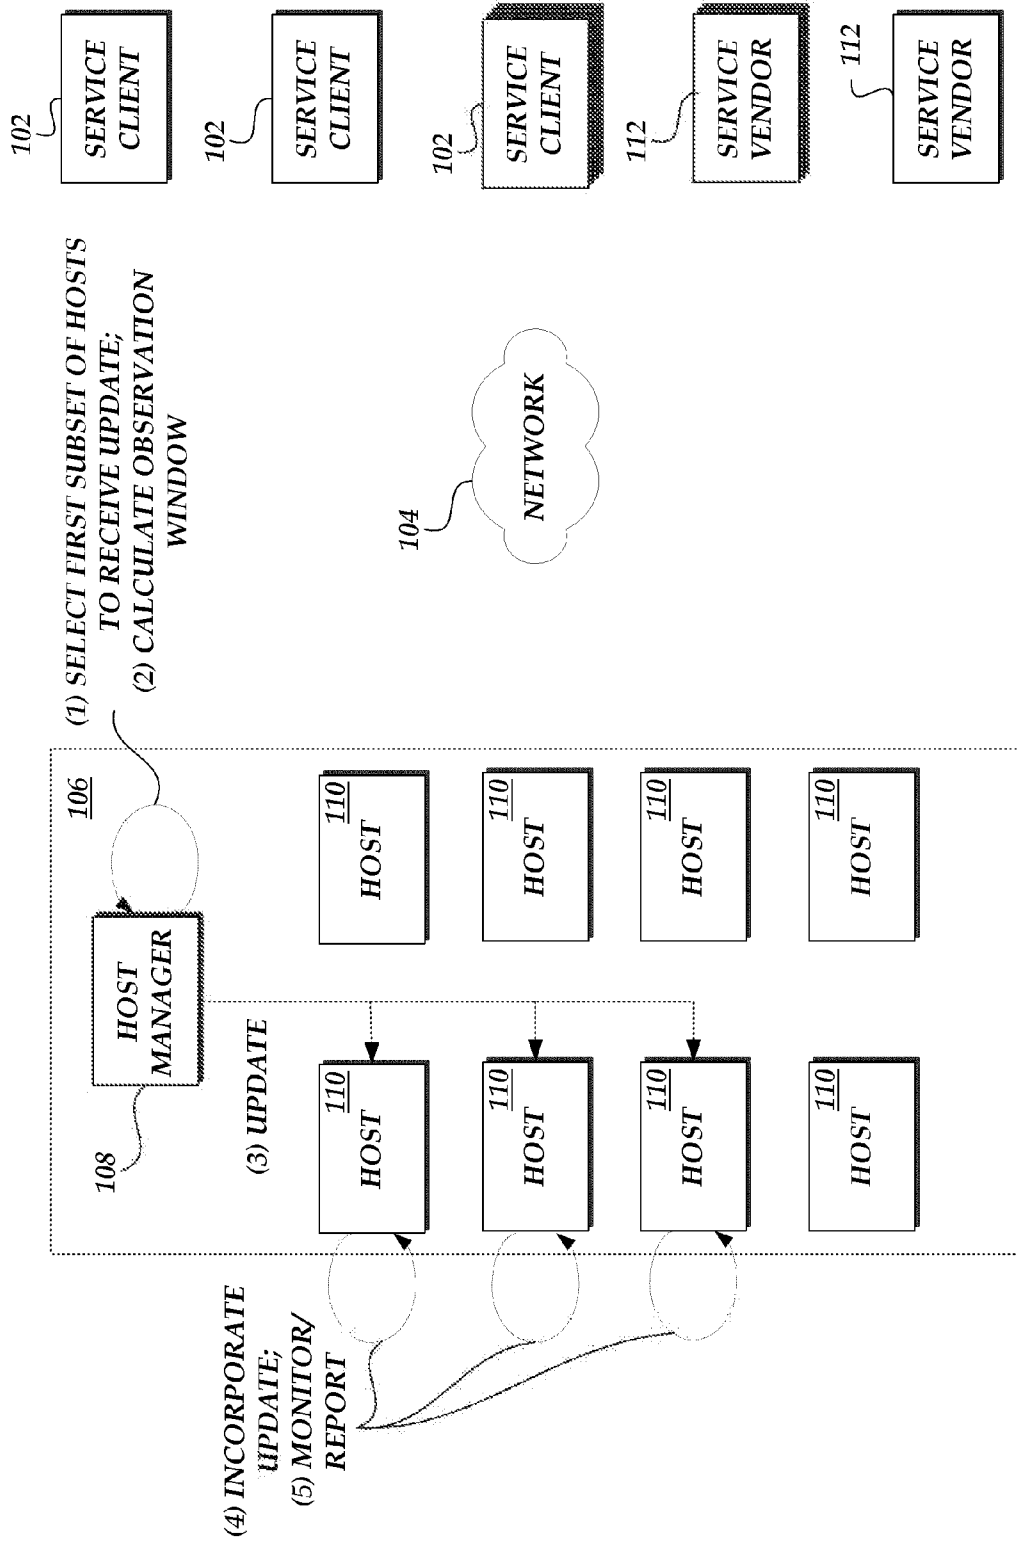 102
SERVICE
CLIENT
102
SERVICE
CLIENT
102
SERVICE
CLIENT
112
SERVICE
VENDOR
112
SERVICE
VENDOR
(1) SELECT FIRST SUBSET OF HOSTS
TO RECEIVE UPDATE;
(2) CALCULATE OBSERVATION
WINDOW
104
NETWORK
106
HOST
MANAGER
108
(3) UPDATE
110
HOST
110
HOST
110
HOST
110
HOST
110
HOST
110
HOST
110
HOST
110
HOST
(4) INCORPORATE
UPDATE;
(5) MONITOR/
REPORT